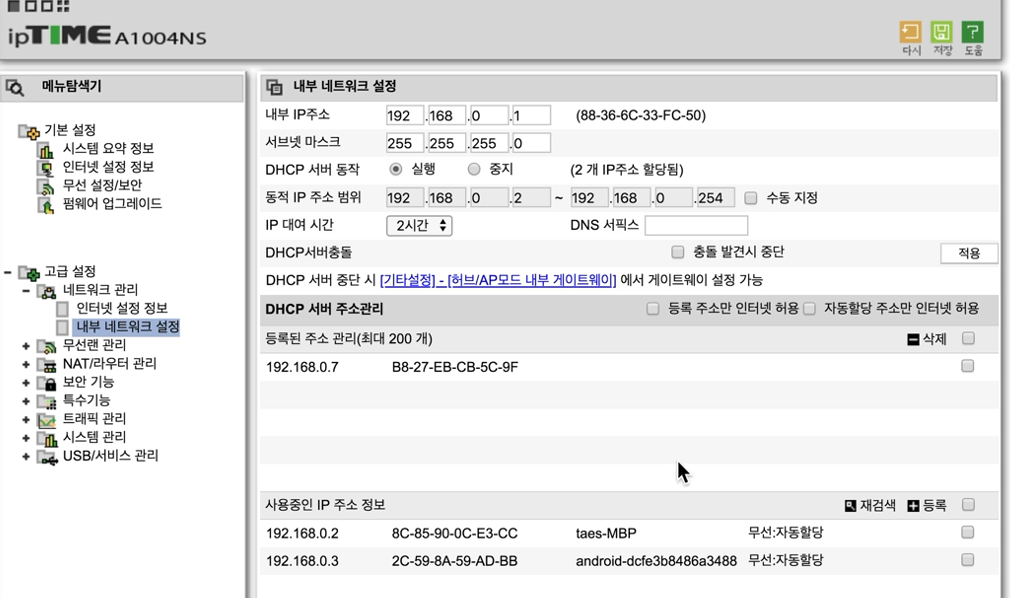 ipTIME A1004NS
다시 저장 도움
메뉴탐색기
기본 설정
시스템 요약 정보
인터넷 설정 정보
무선 설정/보안
펌웨어 업그레이드
고급 설정
네트워크 관리
인터넷 설정 정보
내부 네트워크 설정
무선랜 관리
NAT/라우터 관리
보안 기능
특수기능
트래픽 관리
시스템 관리
USB/서비스 관리
내부 네트워크 설정
내부 IP주소 192 .168 .0 .1 (88-36-6C-33-FC-50)
서브넷 마스크 255 .255 .255 .0
DHCP 서버 동작 실행 중지 (2 개 IP주소 할당됨)
동적 IP 주소 범위 192 .168 .0 .2 ~ 192 .168 .0 .254 수동 지정
IP 대여 시간 2시간 DNS 서픽스
DHCP서버충돌 충돌 발견시 중단 적용
DHCP 서버 중단 시 [기타설정] - [허브/AP모드 내부 게이트웨이] 에서 게이트웨이 설정 가능
DHCP 서버 주소관리 등록 주소만 인터넷 허용 자동할당 주소만 인터넷 허용
등록된 주소 관리(최대 200 개) 삭제
192.168.0.7 B8-27-EB-CB-5C-9F
사용중인 IP 주소 정보 재검색 등록
192.168.0.2 8C-85-90-0C-E3-CC taes-MBP 무선:자동할당
192.168.0.3 2C-59-8A-59-AD-BB android-dcfe3b8486a3488 무선:자동할당